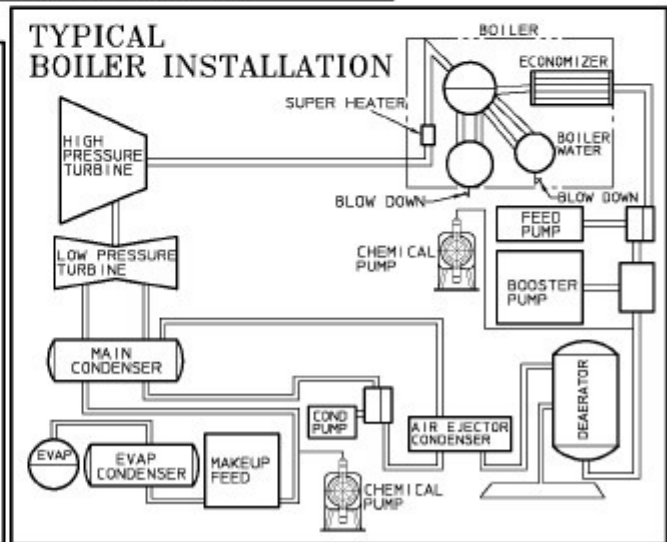 TYPICAL
BOILER INSTALLATION
BOILER
ECONOMIZER
SUPER HEATER
HIGH
PRESSURE
TURBINE
BOILER
WATER
BLOW DOWN
BLOW DOWN
FEED
PUMP
CHEMICAL
PUMP
LOW PRESSURE
TURBINE
BOOSTER
PUMP
MAIN
CONDENSER
DEAERATOR
COND
PUMP
AIR EJECTOR
CONDENSER
EVAP
EVAP
CONDENSER
MAKEUP
FEED
CHEMICAL
PUMP